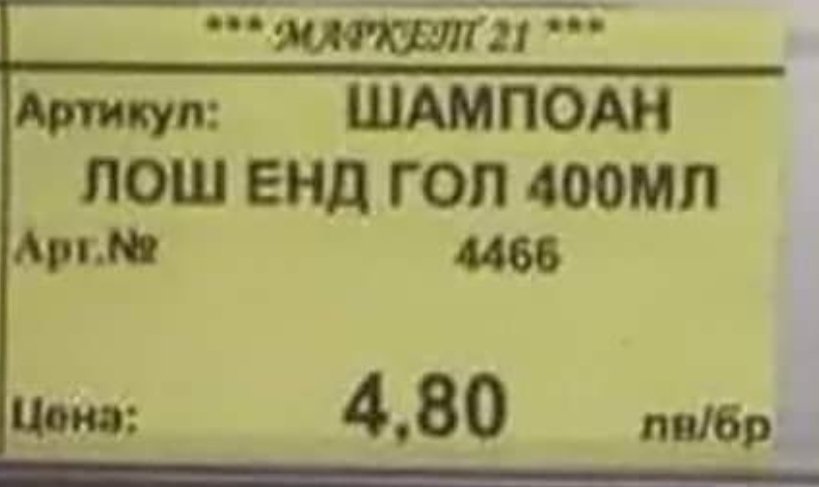 *** МАРКЕТ 21 ***
Артикул: ШАМПОАН
ЛОШ ЕНД ГОЛ 400МЛ
Арт.№ 4466
Цена: 4,80 лв/бр